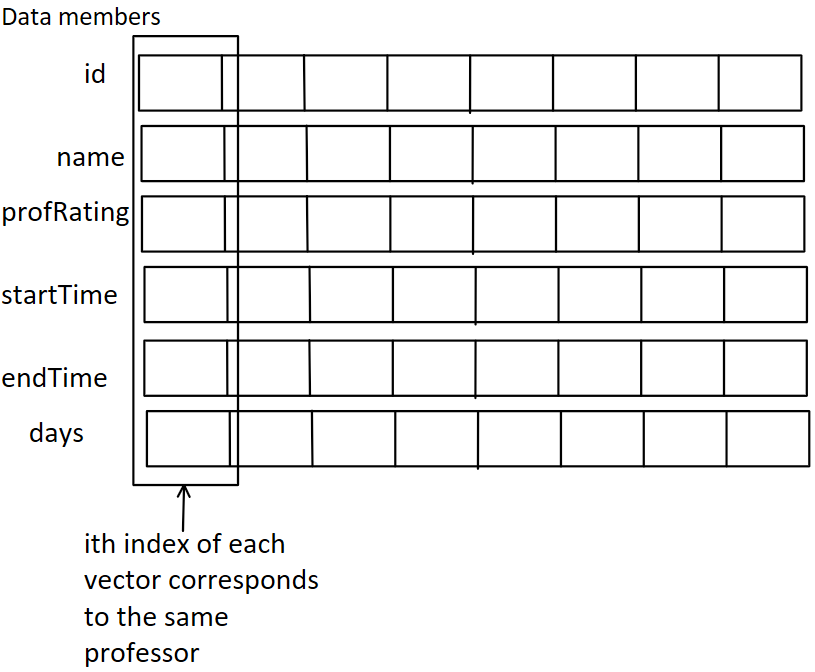 Data members
id
name
profRating
startTime
endTime
days
ith index of each
vector corresponds
to the same
professor